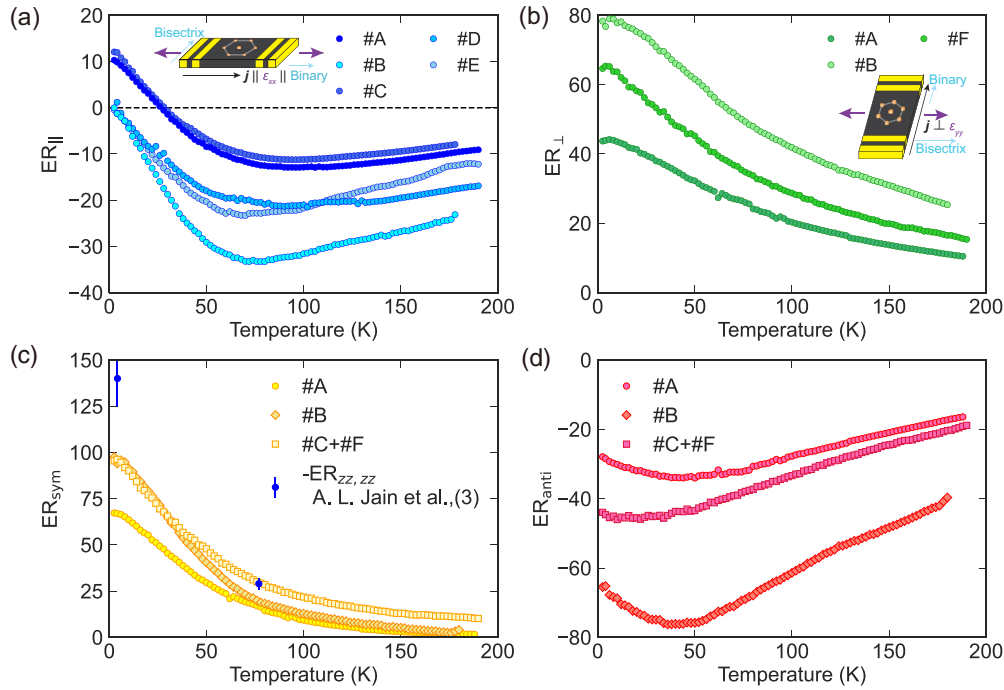 (a)
Bisectrix
j || εxx || Binary
#A
#B
#C
#D
#E
20
10
0
−10
−20
−30
−40
ER||
0
50
100
150
200
Temperature (K)
(b)
#A
#B
#F
Binary
j ⊥ εyy
Bisectrix
80
60
40
20
0
ER⊥
0
50
100
150
200
Temperature (K)
(c)
#A
#B
#C+#F
-ERzz, zz
A. L. Jain et al.,(3)
150
125
100
75
50
25
0
ERsym
0
50
100
150
200
Temperature (K)
(d)
#A
#B
#C+#F
0
−20
−40
−60
−80
ERanti
0
50
100
150
200
Temperature (K)